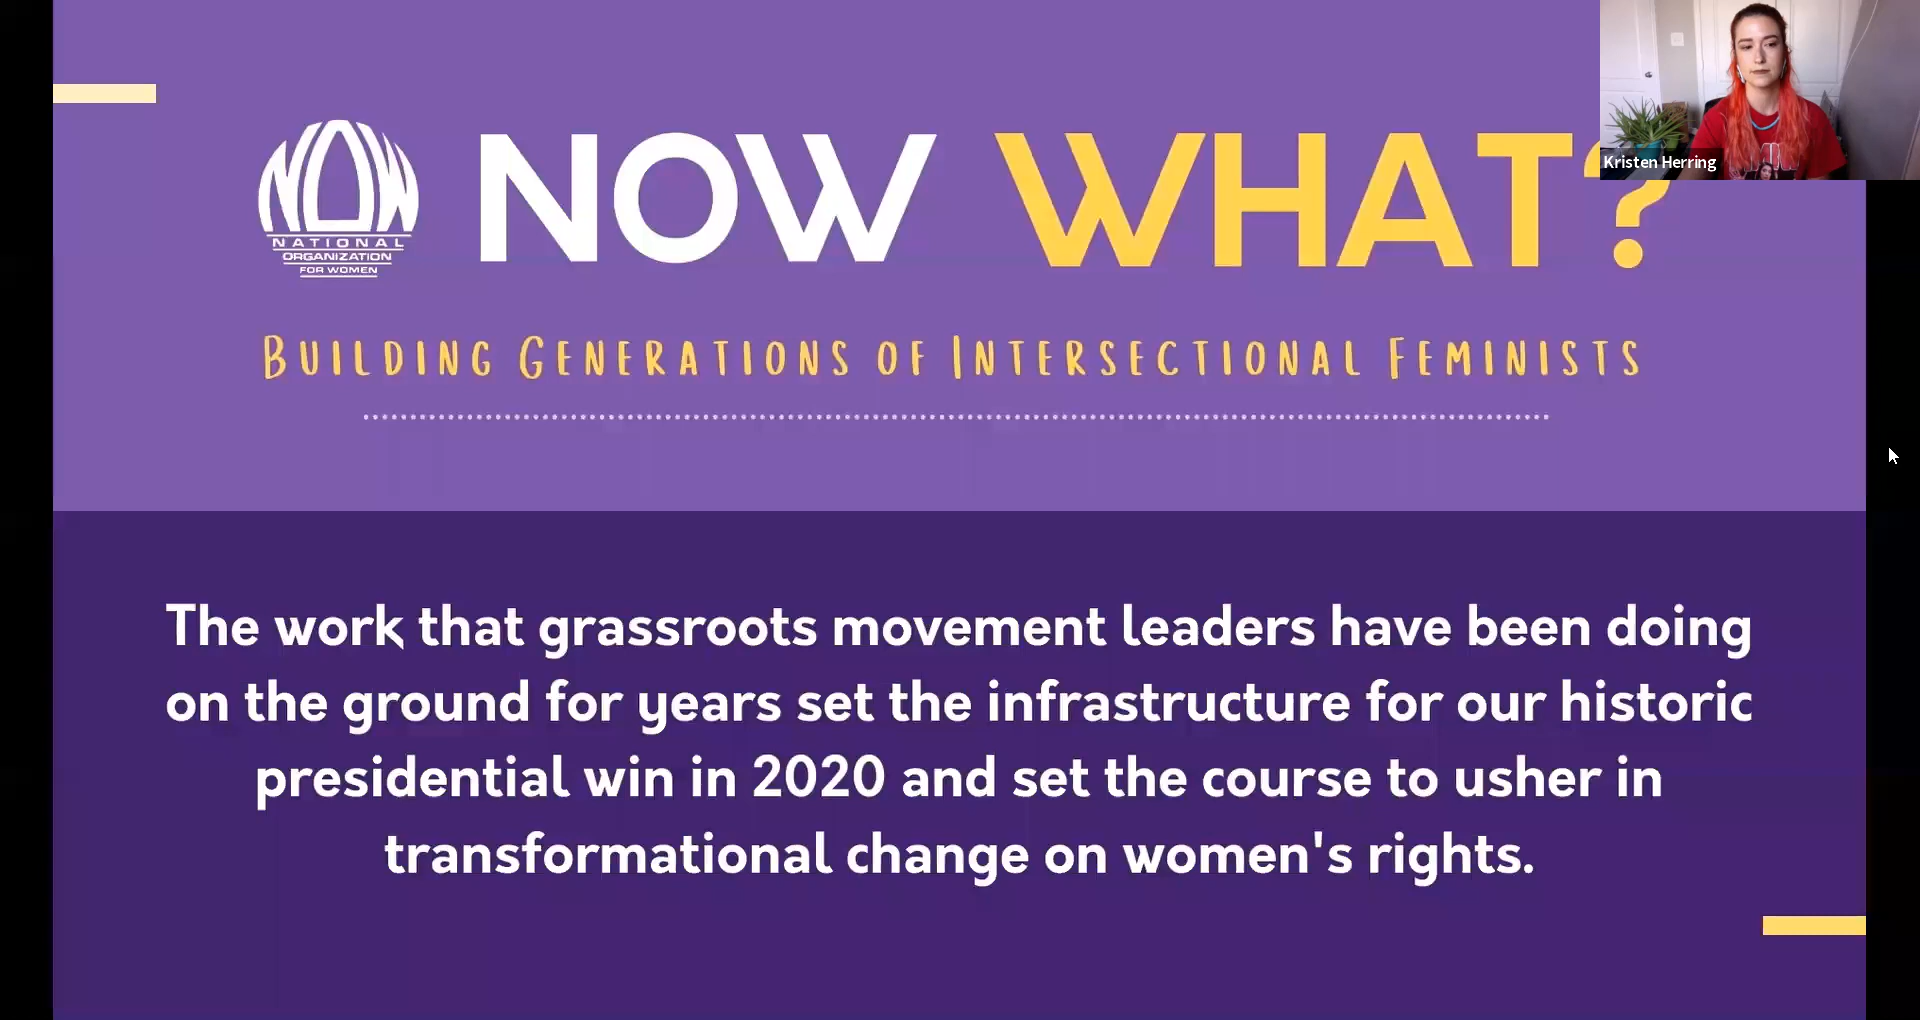 NOW
NATIONAL
ORGANIZATION
FOR WOMEN
NOW WHAT?
Kristen Herring
BUILDING GENERATIONS OF INTERSECTIONAL FEMINISTS
The work that grassroots movement leaders have been doing
on the ground for years set the infrastructure for our historic
presidential win in 2020 and set the course to usher in
transformational change on women's rights.